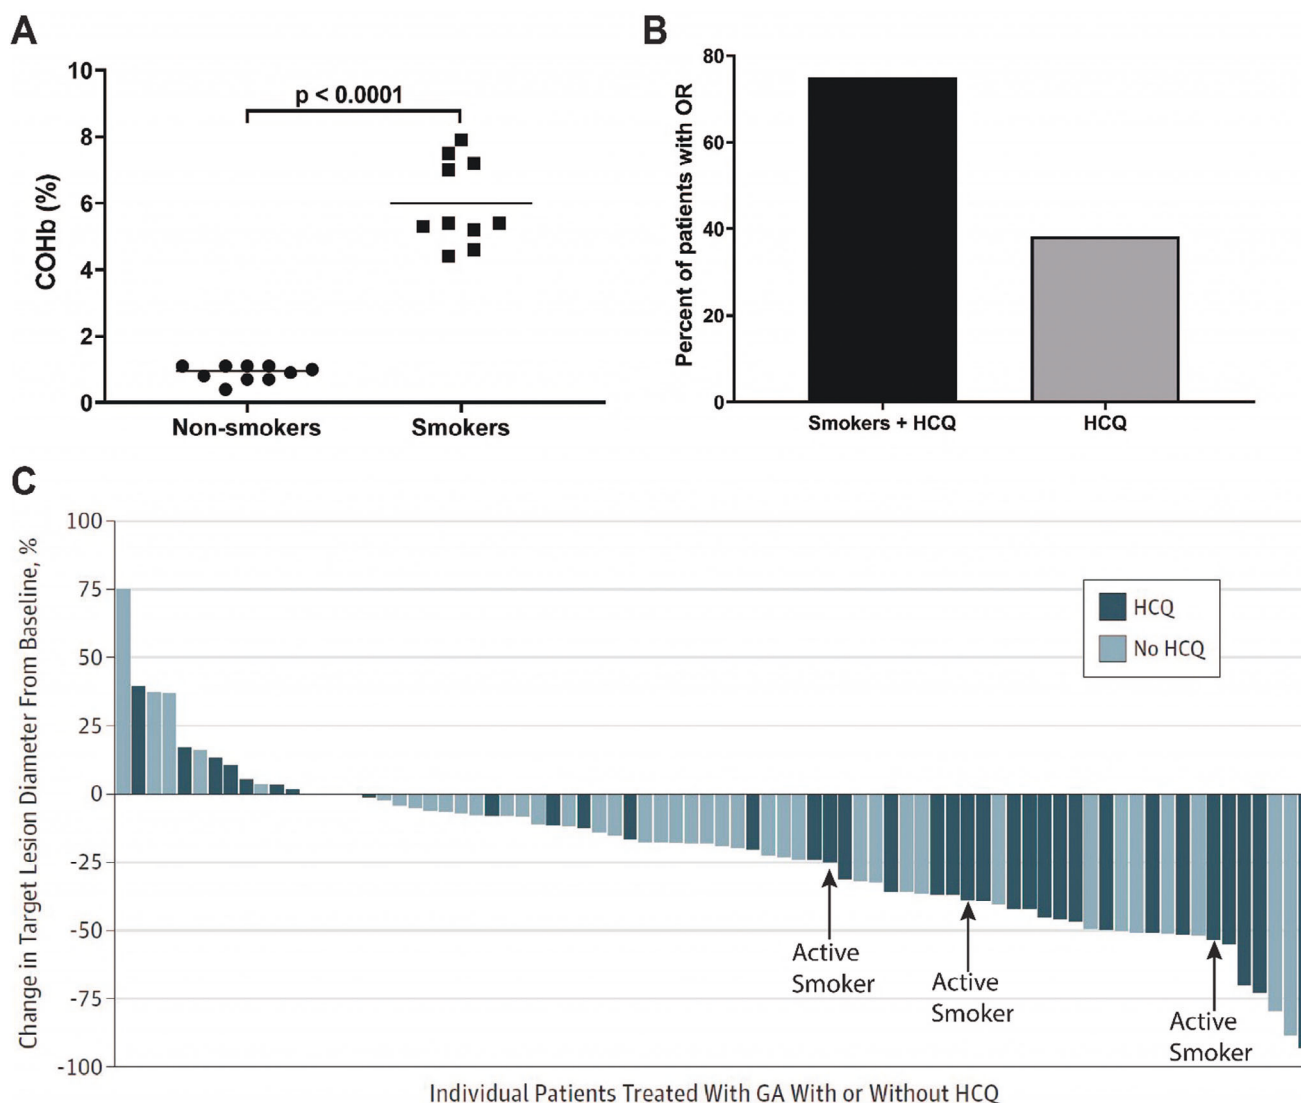 A
10
8
6
4
2
0
COHb (%)
p < 0.0001
Non-smokers
Smokers
B
80
60
40
20
0
Percent of patients with OR
Smokers + HCQ
HCQ
C
100
75
50
25
0
-25
-50
-75
-100
Change in Target Lesion Diameter From Baseline, %
HCQ
No HCQ
Active
Smoker
Active
Smoker
Active
Smoker
Individual Patients Treated With GA With or Without HCQ